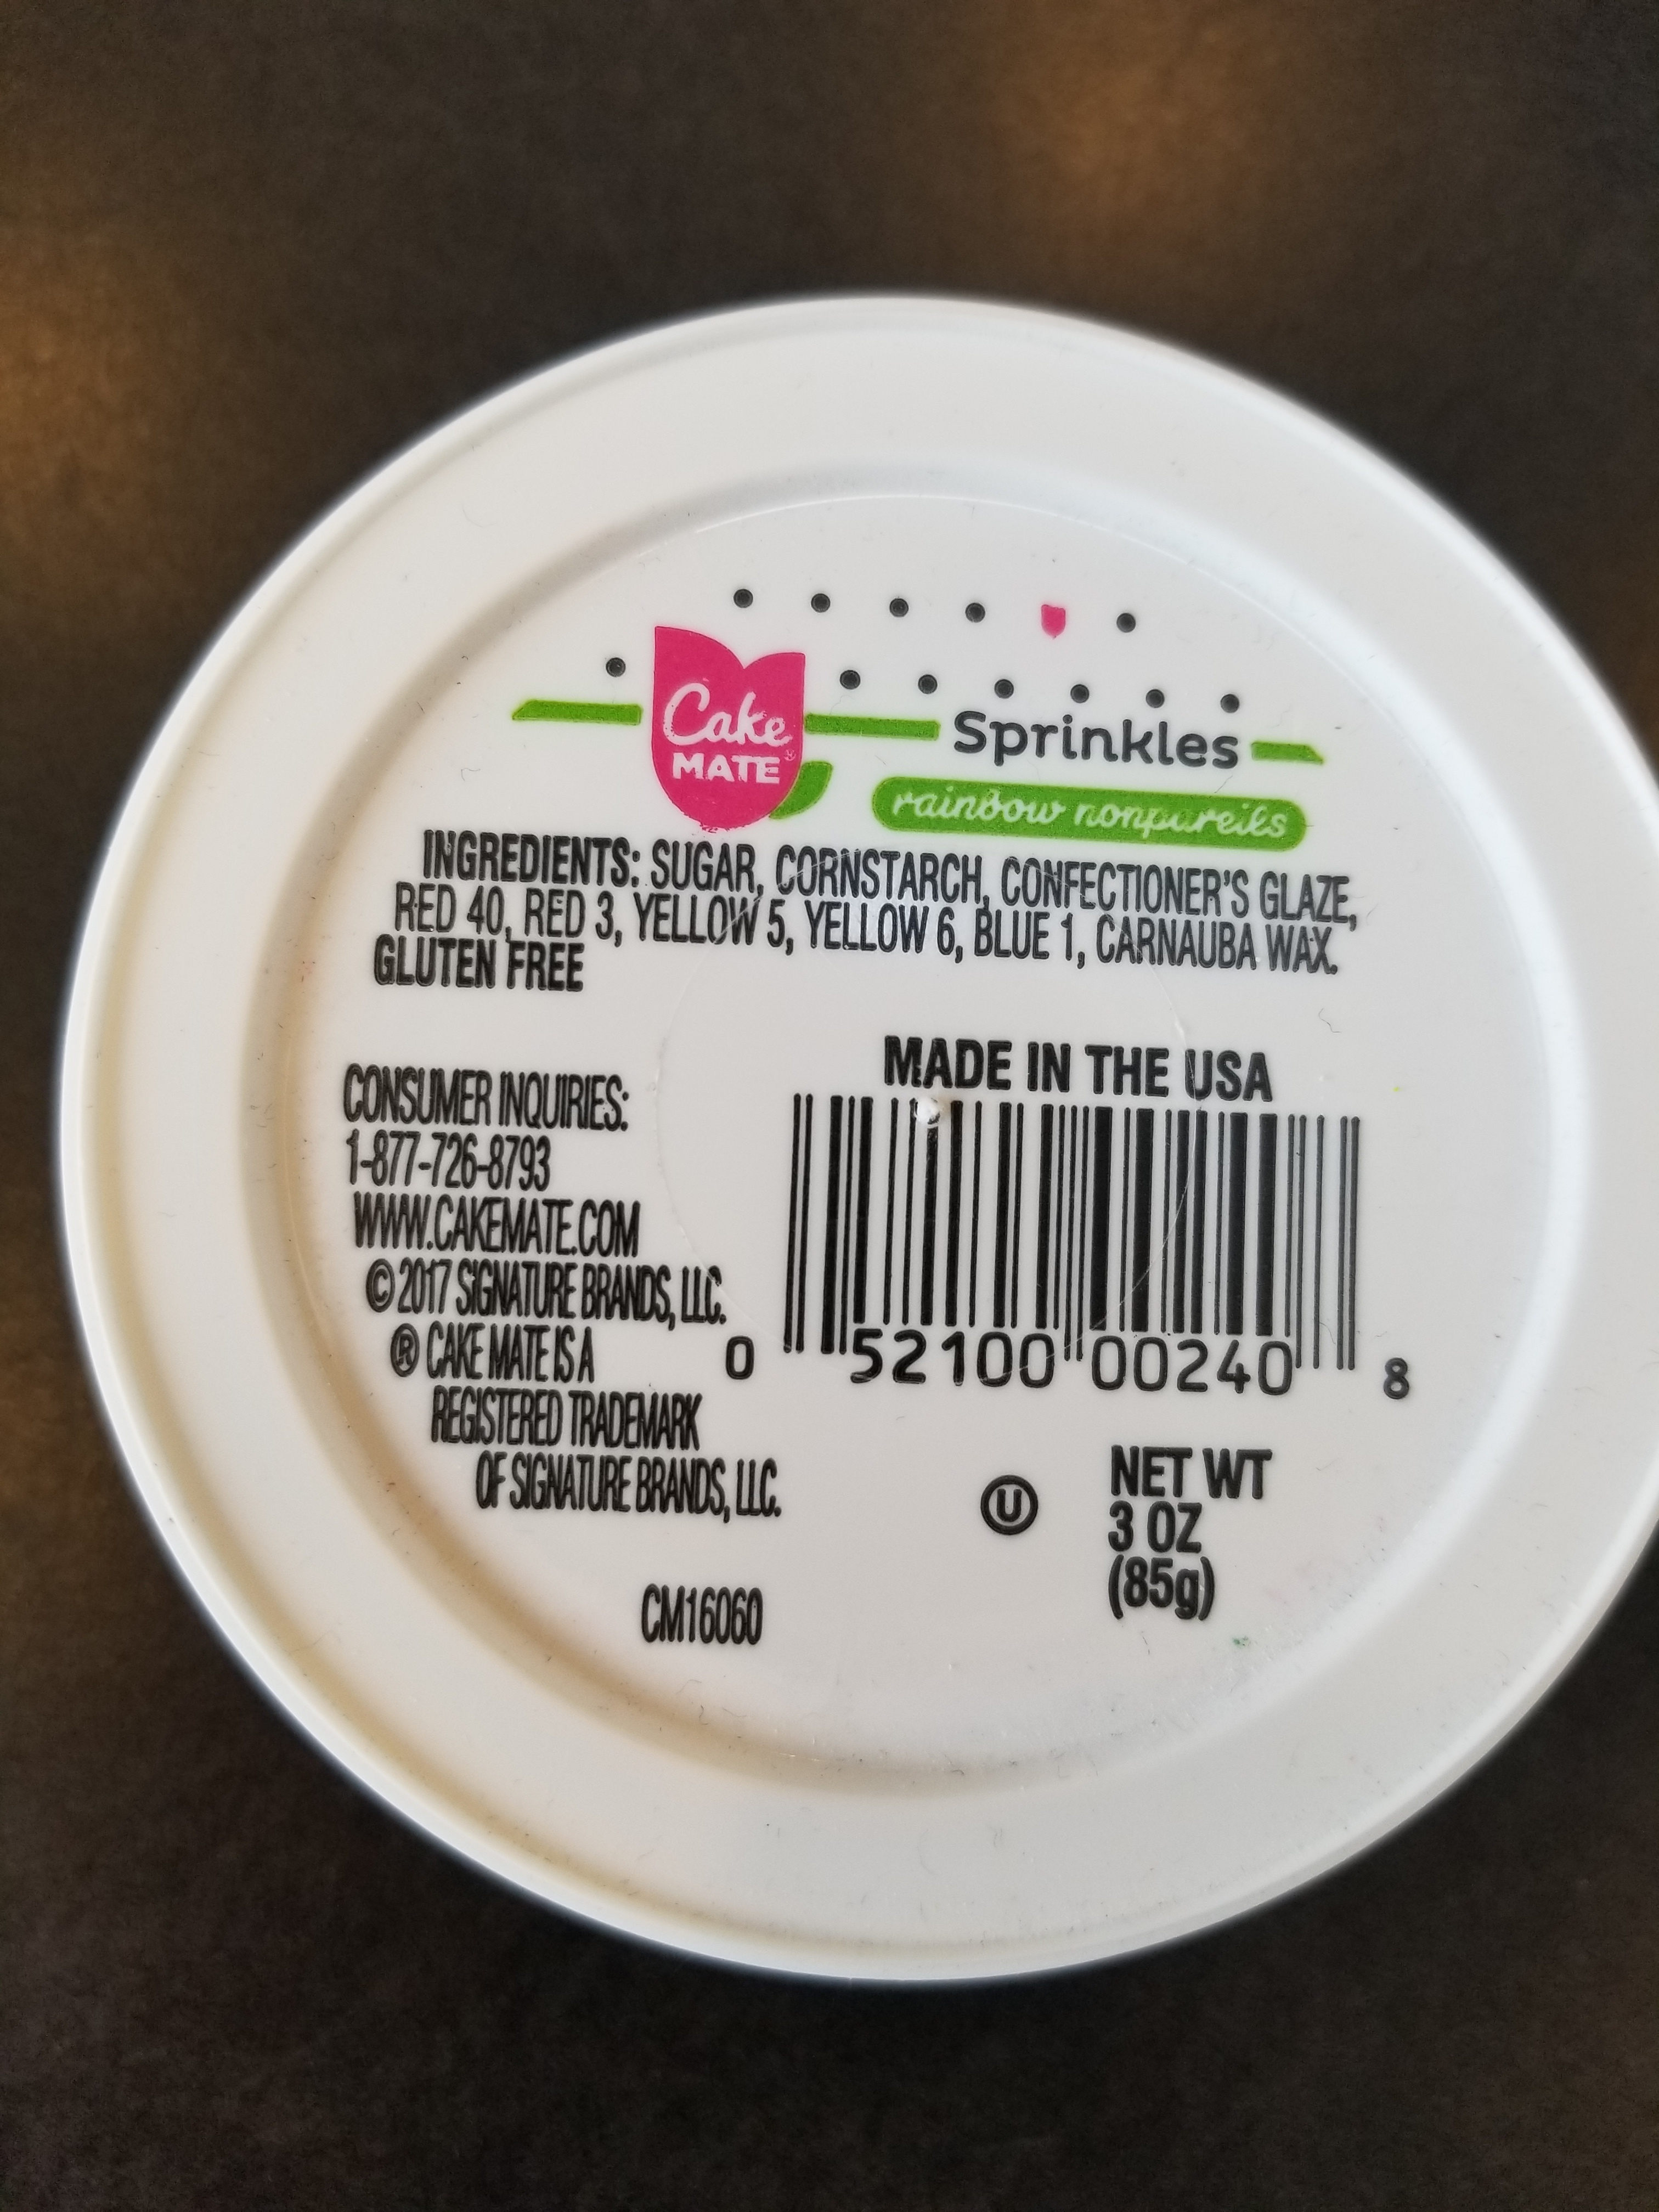 Cake
MATE®
Sprinkles
rainbow nonpareils
INGREDIENTS: SUGAR, CORNSTARCH, CONFECTIONER'S GLAZE,
RED 40, RED 3, YELLOW 5, YELLOW 6, BLUE 1, CARNAUBA WAX.
GLUTEN FREE
CONSUMER INQUIRIES:
1-877-726-8793
WWW.CAKEMATE.COM
© 2017 SIGNATURE BRANDS, LLC.
® CAKE MATE IS A
REGISTERED TRADEMARK
OF SIGNATURE BRANDS, LLC.
CM16060
MADE IN THE USA
0 52100 00240 8
U
NET WT
3 OZ
(85g)